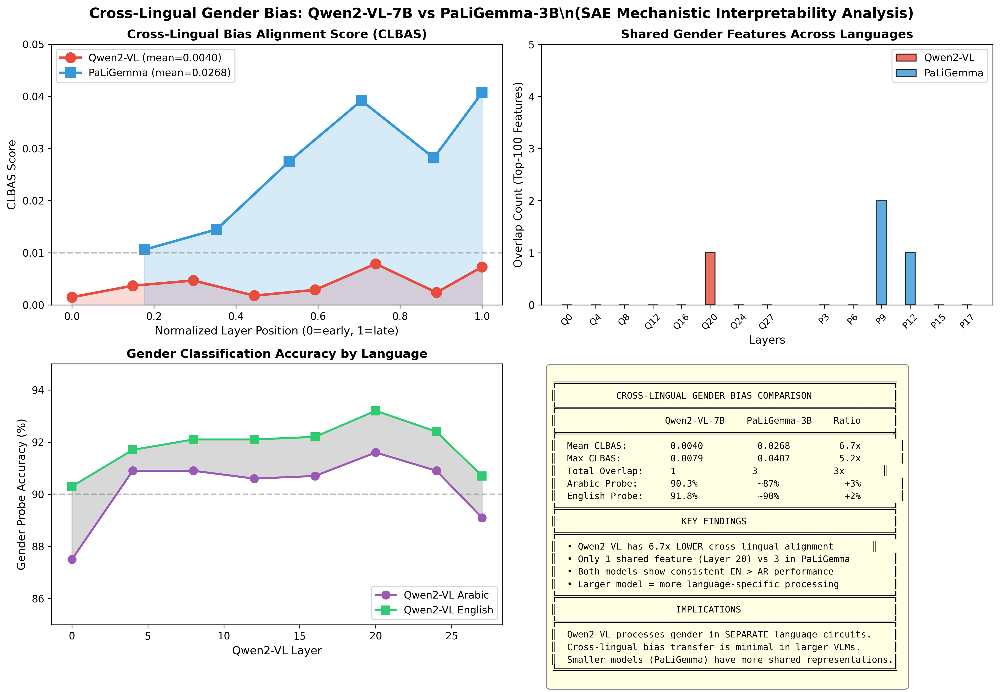 Cross-Lingual Gender Bias: Qwen2-VL-7B vs PaLiGemma-3B\n(SAE Mechanistic Interpretability Analysis)
Cross-Lingual Bias Alignment Score (CLBAS)
0.05
0.04
0.03
0.02
0.01
0.00
CLBAS Score
Qwen2-VL (mean=0.0040)
PaLiGemma (mean=0.0268)
0.0 0.2 0.4 0.6 0.8 1.0
Normalized Layer Position (0=early, 1=late)
Shared Gender Features Across Languages
5
4
3
2
1
0
Overlap Count (Top-100 Features)
Qwen2-VL
PaLiGemma
Q0 Q4 Q8 Q12 Q16 Q20 Q24 Q27 P3 P6 P9 P12 P15 P17
Layers
Gender Classification Accuracy by Language
94
92
90
88
86
Gender Probe Accuracy (%)
Qwen2-VL Arabic
Qwen2-VL English
0 5 10 15 20 25
Qwen2-VL Layer
CROSS-LINGUAL GENDER BIAS COMPARISON
Qwen2-VL-7B PaLiGemma-3B Ratio
Mean CLBAS: 0.0040 0.0268 6.7x
Max CLBAS: 0.0079 0.0407 5.2x
Total Overlap: 1 3 3x
Arabic Probe: 90.3% ~87% +3%
English Probe: 91.8% ~90% +2%
KEY FINDINGS
• Qwen2-VL has 6.7x LOWER cross-lingual alignment
• Only 1 shared feature (Layer 20) vs 3 in PaLiGemma
• Both models show consistent EN > AR performance
• Larger model = more language-specific processing
IMPLICATIONS
Qwen2-VL processes gender in SEPARATE language circuits.
Cross-lingual bias transfer is minimal in larger VLMs.
Smaller models (PaLiGemma) have more shared representations.